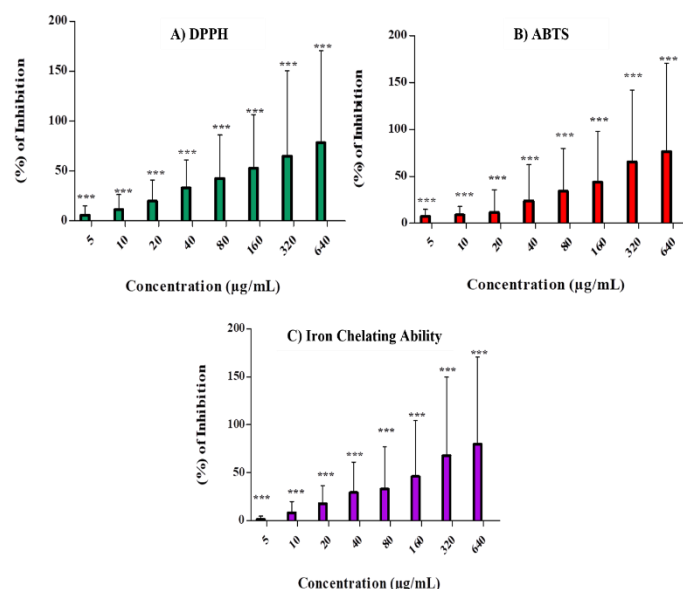 A) DPPH
(%) of Inhibition
200
150
100
50
0
*** *** *** *** *** *** *** ***
5 10 20 40 80 160 320 640
Concentration (µg/mL)
B) ABTS
(%) of Inhibition
200
150
100
50
0
*** *** *** *** *** *** *** ***
5 10 20 40 80 160 320 640
Concentration (µg/mL)
C) Iron Chelating Ability
(%) of Inhibition
200
150
100
50
0
*** *** *** *** *** *** *** ***
5 10 20 40 80 160 320 640
Concentration (µg/mL)